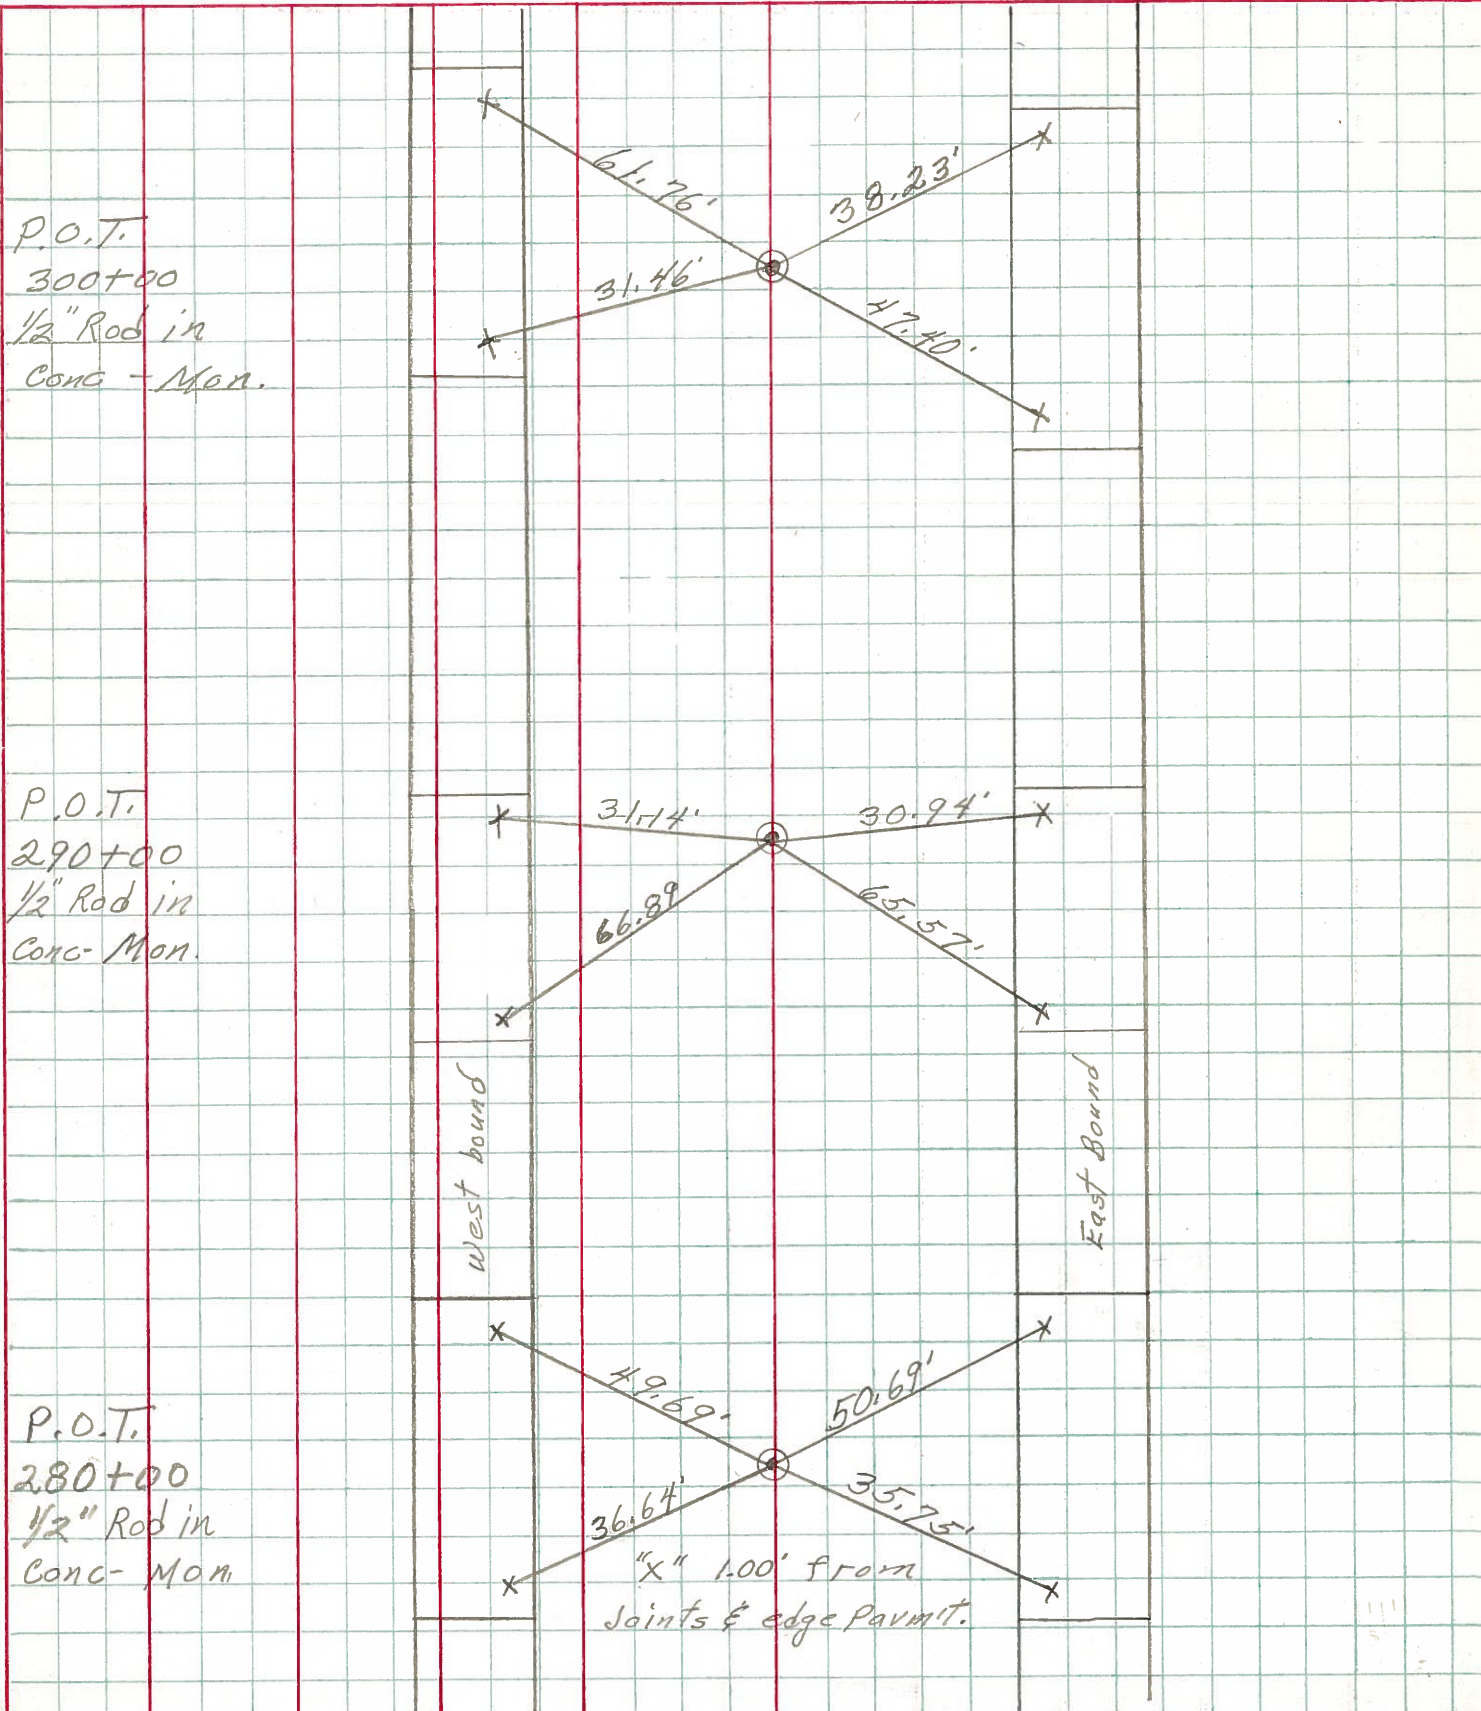 61.76'
38.23'
P.O.T.
300+00
1/2" Rod in
Conc - Mon.
31.46'
47.40'
P.O.T.
290+00
1/2" Rod in
Conc- Mon.
31.14'
30.94'
66.89
65.57'
West bound
East Bound
49.69'
50.69'
P.O.T.
280+00
1/2" Rod in
Conc- Mon.
36.64'
35.75'
"X" 1.00' from
Joints & edge Pavm't.